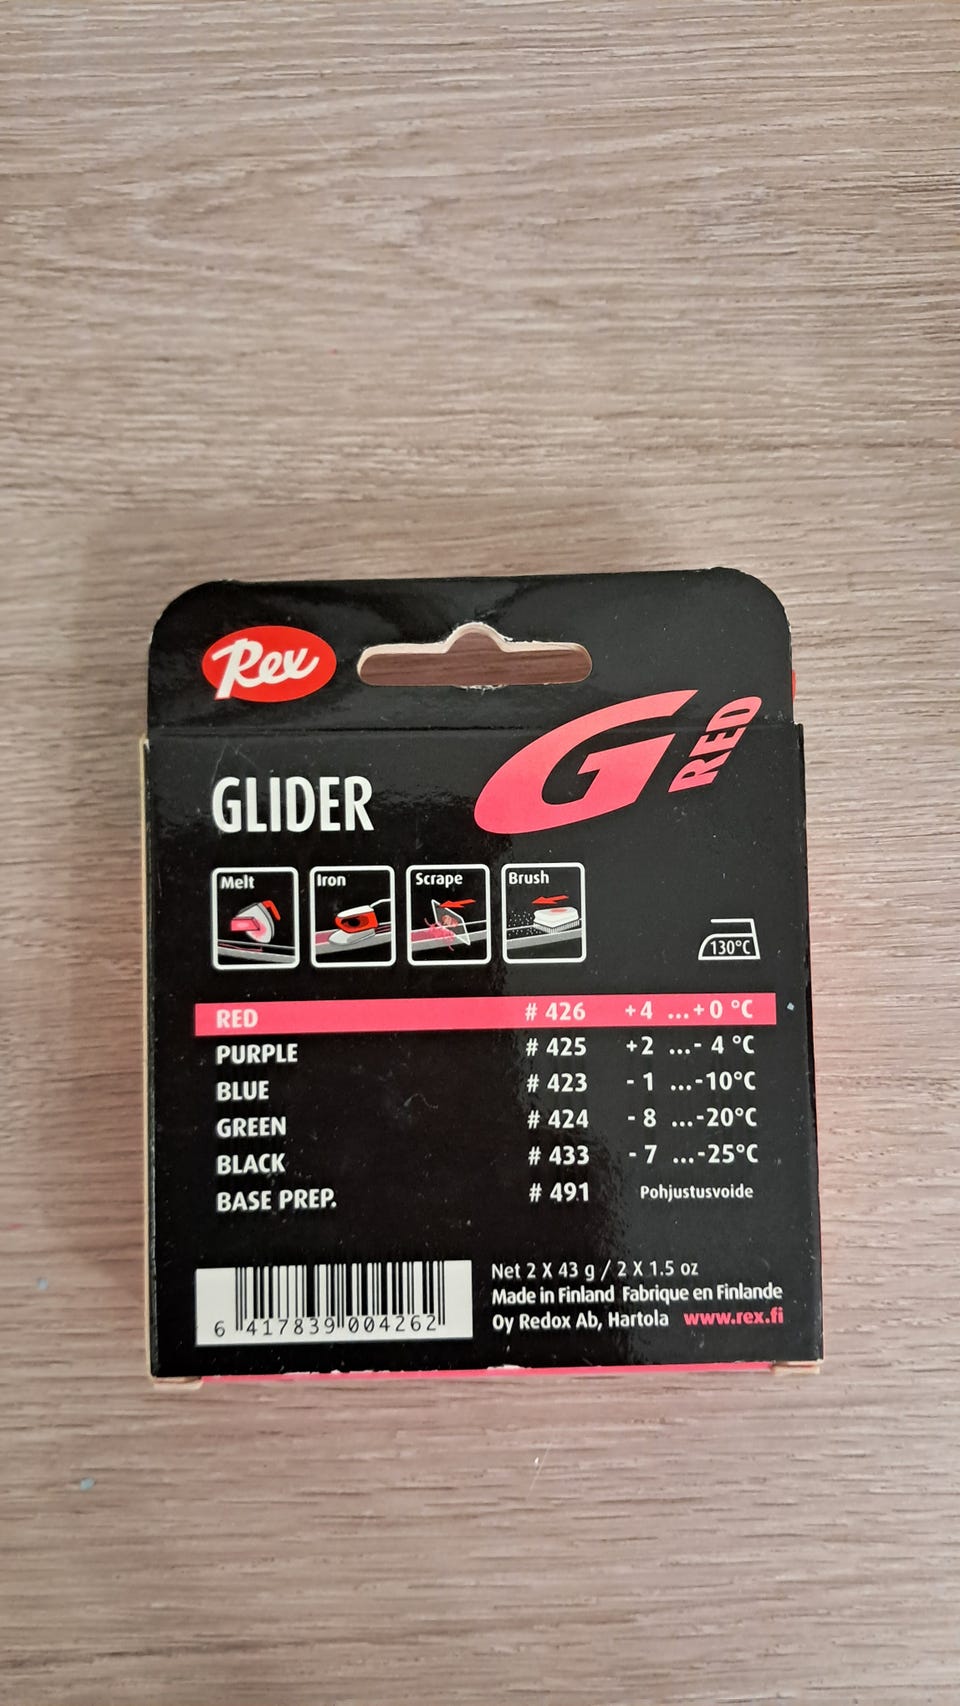 Rex
G RED
GLIDER
Melt Iron Scrape Brush
130°C
RED # 426 +4 ...+0 °C
PURPLE # 425 +2 ...- 4 °C
BLUE # 423 - 1 ...-10°C
GREEN # 424 - 8 ...-20°C
BLACK # 433 - 7 ...-25°C
BASE PREP. # 491 Pohjustusvoide
Net 2 X 43 g / 2 X 1.5 oz
Made in Finland Fabrique en Finlande
Oy Redox Ab, Hartola www.rex.fi
6 417839 004262